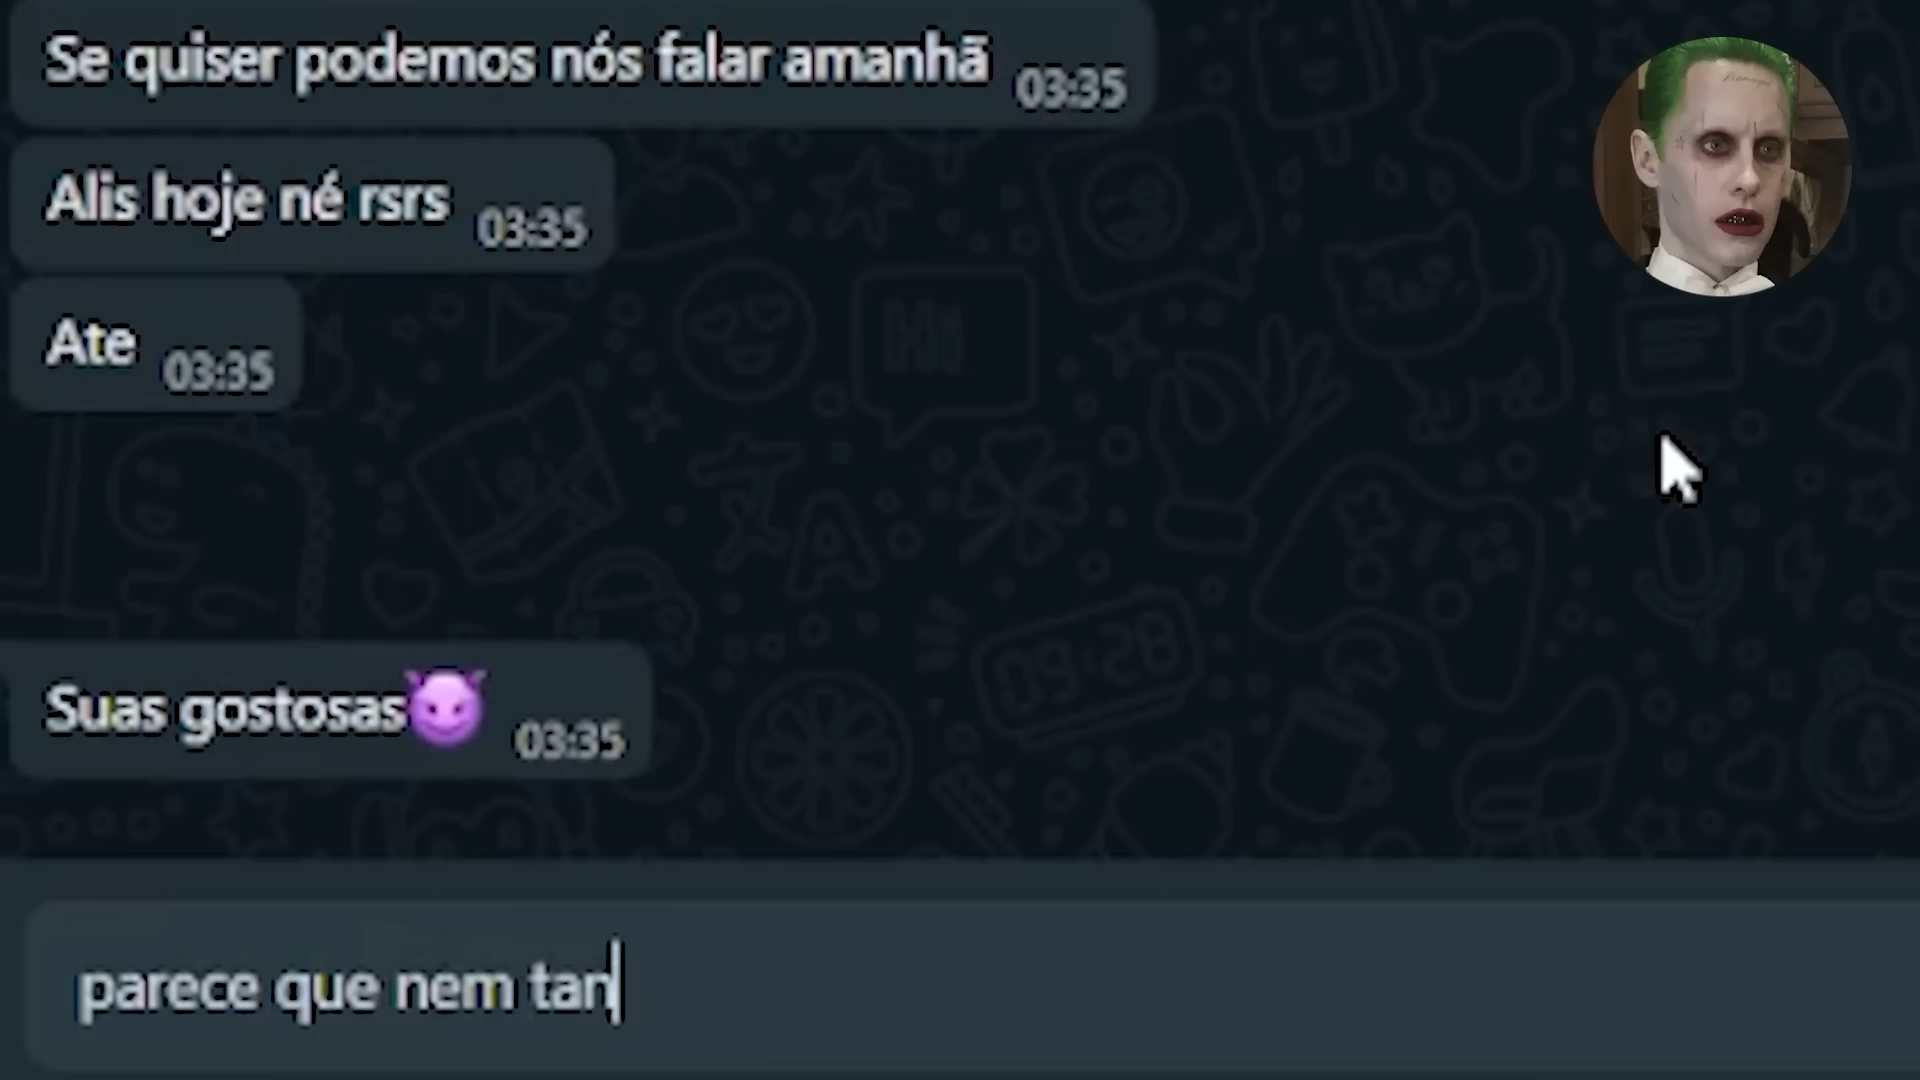 Se quiser podemos nós falar amanhã 03:35
Alis hoje né rsrs 03:35
Ate 03:35
Suas gostosas😈 03:35
parece que nem tan